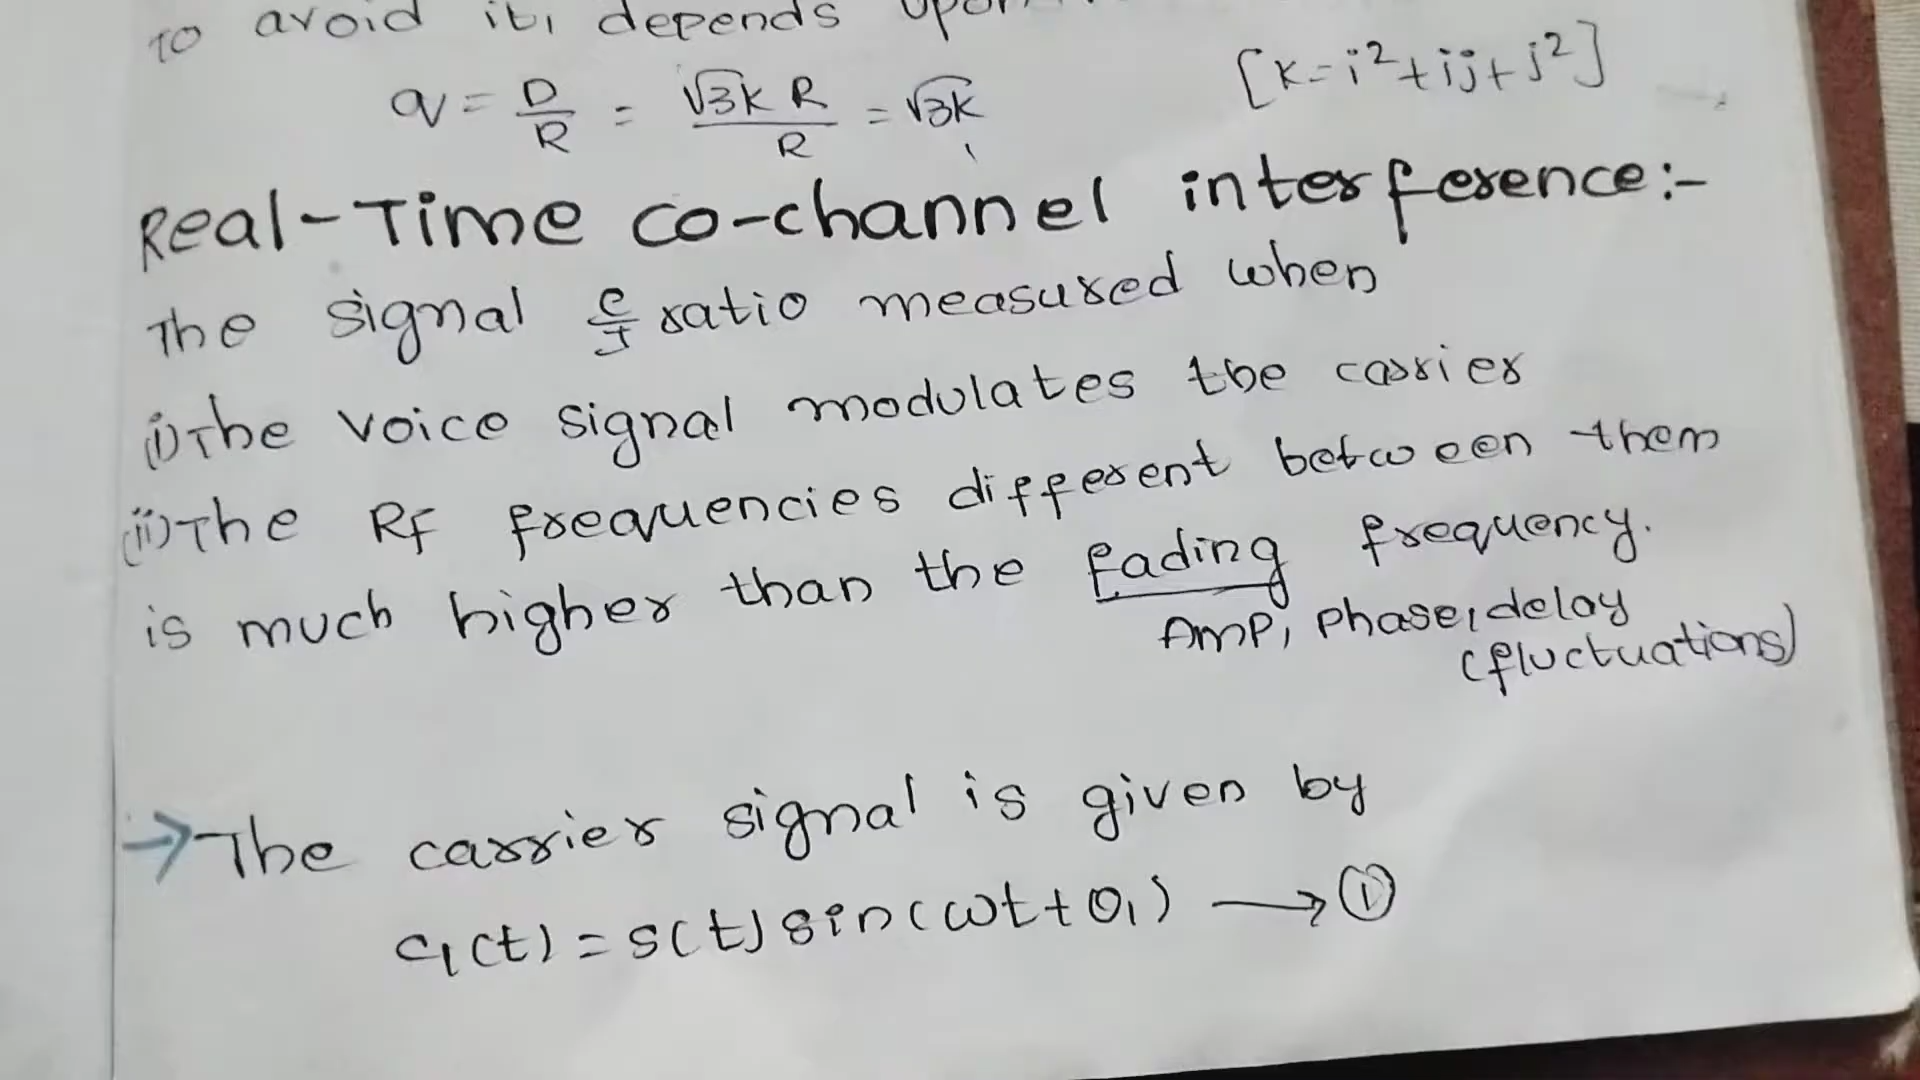 to avoid it, depends upon
q = D/R = √3K R/R = √3K [K = i² + ij + j²]
Real-Time co-channel interference:-
The signal C/I ratio measured when
(i) The voice signal modulates the carrier
(ii) The RF frequencies different between them
is much higher than the fading frequency.
Amp, phase, delay
(fluctuations)
→ The carrier signal is given by
c₁(t) = s(t) sin(ωt + θ₁) → ①